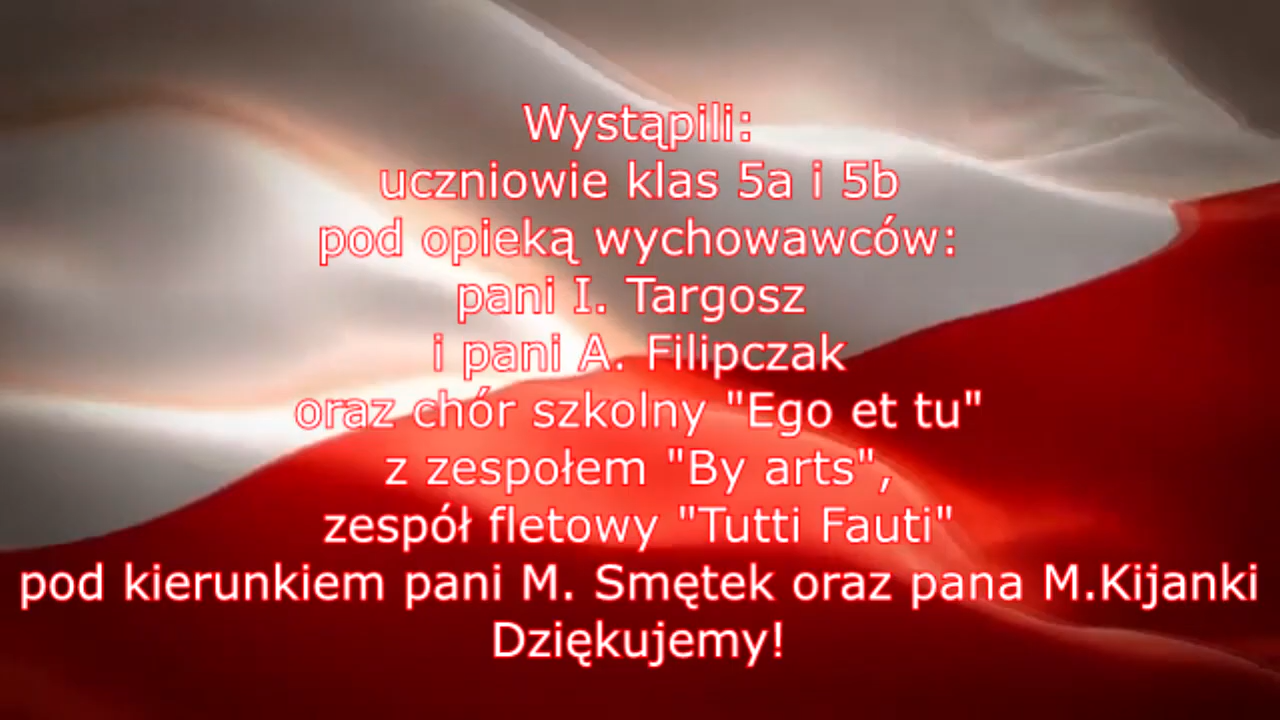 Wystąpili:
uczniowie klas 5a i 5b
pod opieką wychowawców:
pani I. Targosz
i pani A. Filipczak
oraz chór szkolny "Ego et tu"
z zespołem "By arts",
zespół fletowy "Tutti Fauti"
pod kierunkiem pani M. Smętek oraz pana M.Kijanki
Dziękujemy!